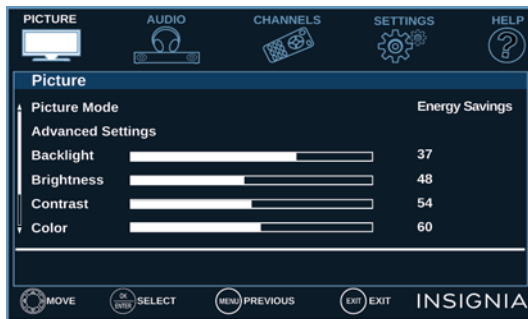 PICTURE AUDIO CHANNELS SETTINGS HELP
Picture
Picture Mode Energy Savings
Advanced Settings
Backlight 37
Brightness 48
Contrast 54
Color 60
MOVE OK ENTER SELECT MENU PREVIOUS EXIT EXIT INSIGNIA